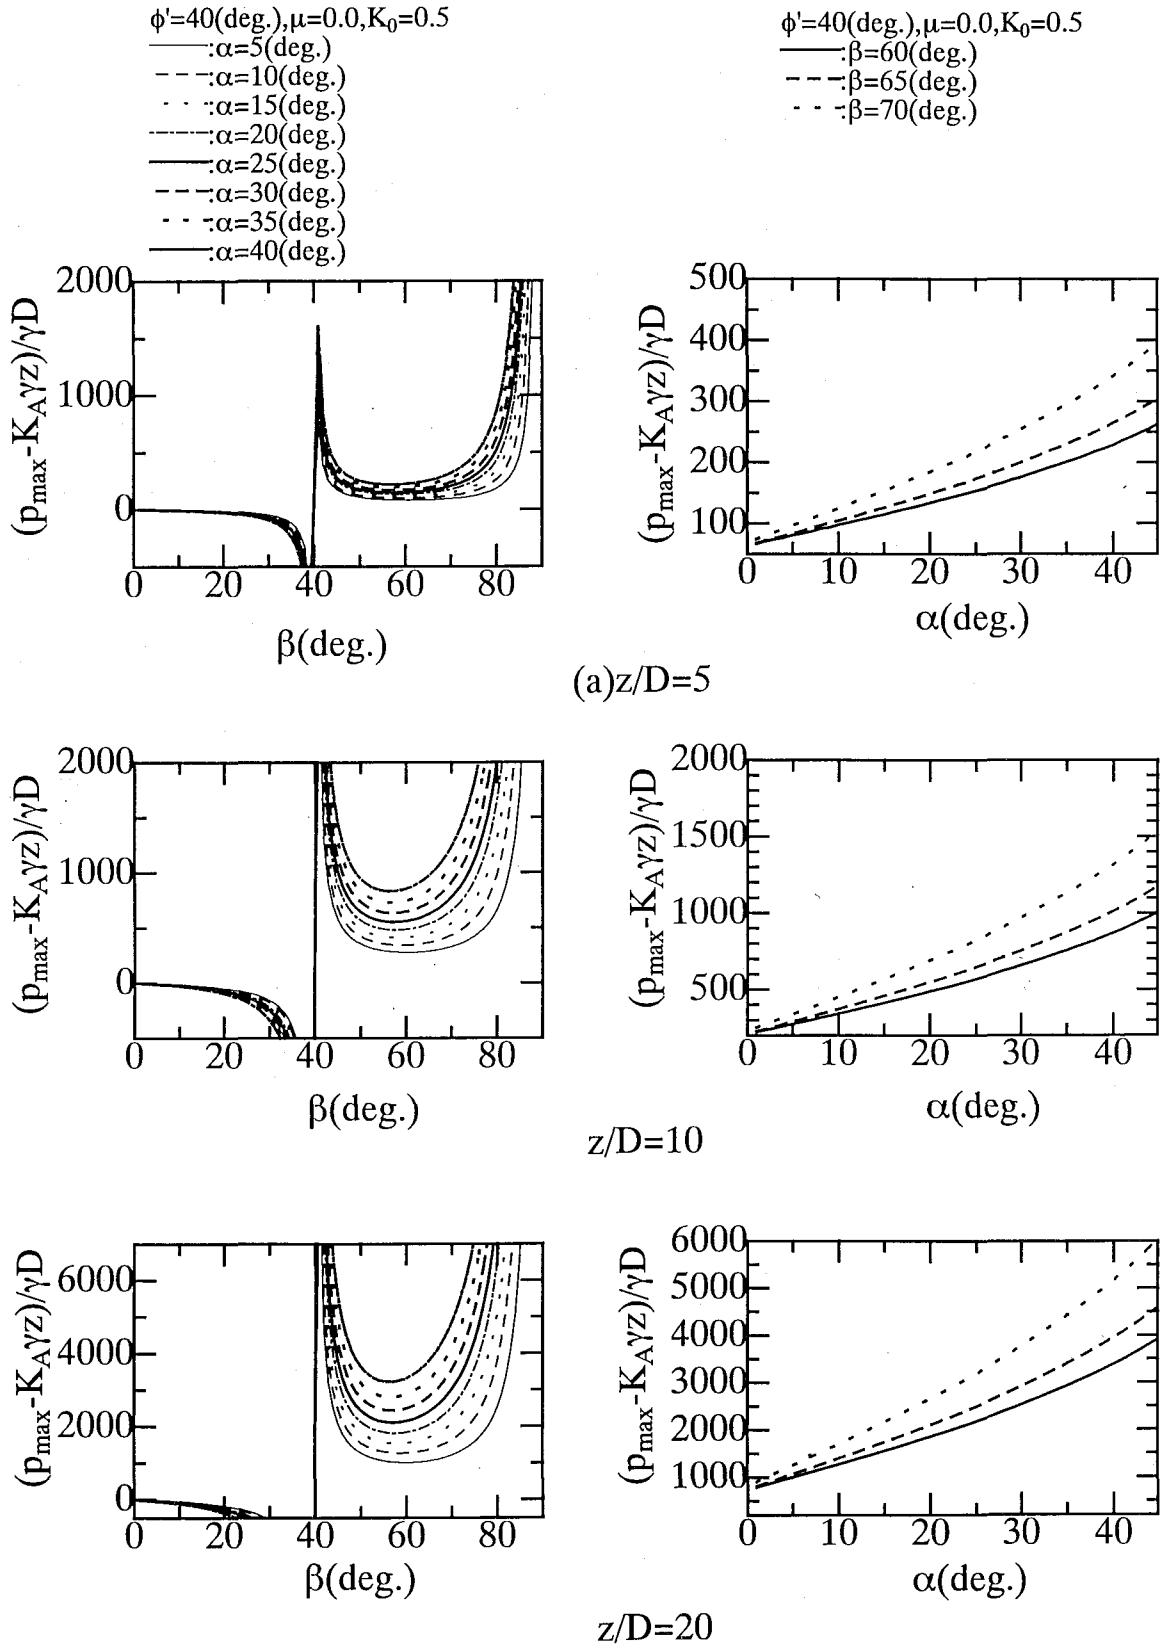 ϕ'=40(deg.),μ=0.0,K₀=0.5
:α=5(deg.)
:α=10(deg.)
:α=15(deg.)
:α=20(deg.)
:α=25(deg.)
:α=30(deg.)
:α=35(deg.)
:α=40(deg.)
ϕ'=40(deg.),μ=0.0,K₀=0.5
:β=60(deg.)
:β=65(deg.)
:β=70(deg.)
(pmax-KAγz)/γD
2000
1000
0
0 20 40 60 80
β(deg.)
(pmax-KAγz)/γD
500
400
300
200
100
0 10 20 30 40
α(deg.)
(a)z/D=5
(pmax-KAγz)/γD
2000
1000
0
0 20 40 60 80
β(deg.)
(pmax-KAγz)/γD
2000
1500
1000
500
0 10 20 30 40
α(deg.)
z/D=10
(pmax-KAγz)/γD
6000
4000
2000
0
0 20 40 60 80
β(deg.)
(pmax-KAγz)/γD
6000
5000
4000
3000
2000
1000
0 10 20 30 40
α(deg.)
z/D=20